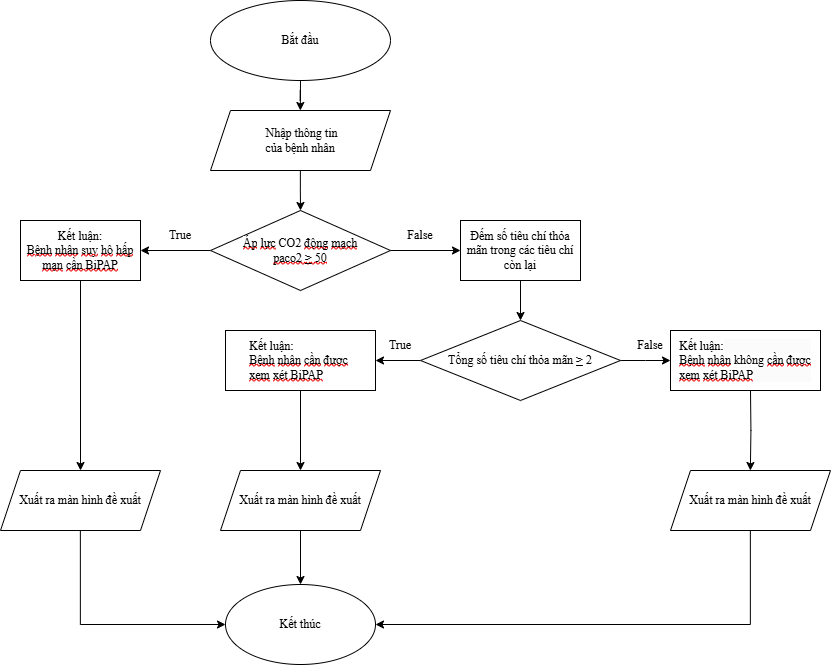 Bắt đầu
Nhập thông tin
của bệnh nhân
True
False
Kết luận:
Bệnh nhân suy hô hấp
mạn cần BiPAP
Áp lực CO2 động mạch
paco2 ≥ 50
Đếm số tiêu chí thỏa
mãn trong các tiêu chí
còn lại
True
False
Kết luận:
Bệnh nhân cần được
xem xét BiPAP
Tổng số tiêu chí thỏa mãn ≥ 2
Kết luận:
Bệnh nhân không cần được
xem xét BiPAP
Xuất ra màn hình đề xuất
Xuất ra màn hình đề xuất
Xuất ra màn hình đề xuất
Kết thúc